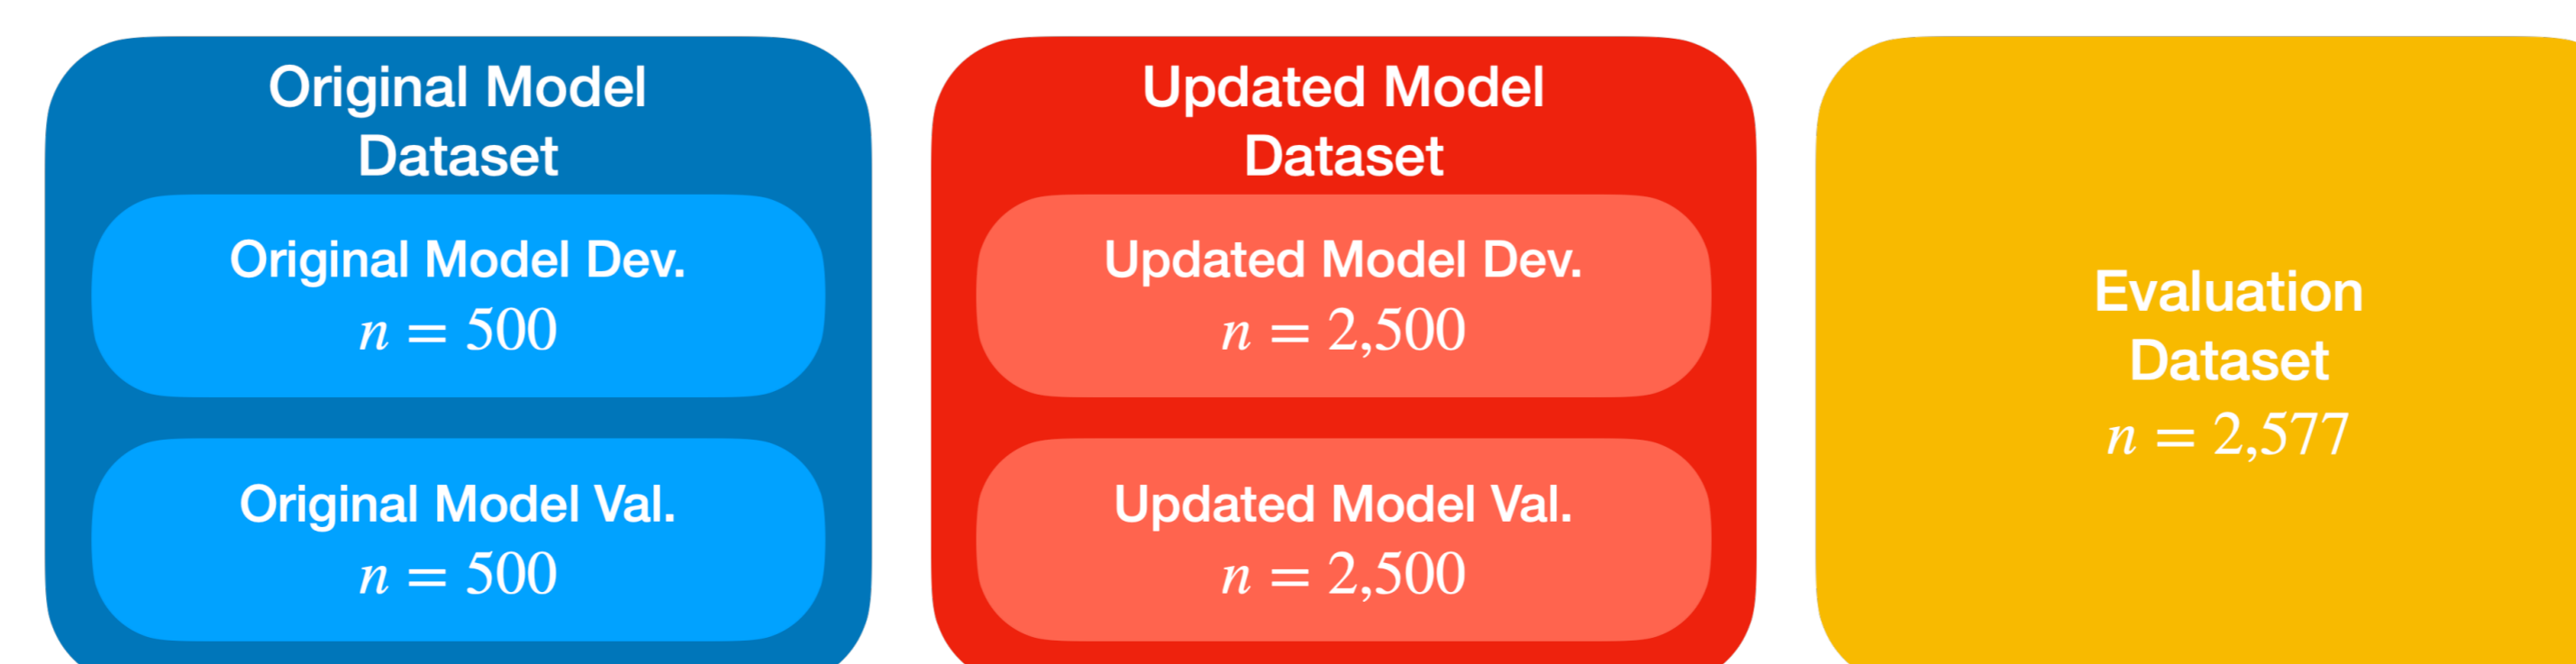 Original Model
Dataset
Original Model Dev.
n = 500
Original Model Val.
n = 500
Updated Model
Dataset
Updated Model Dev.
n = 2,500
Updated Model Val.
n = 2,500
Evaluation
Dataset
n = 2,577